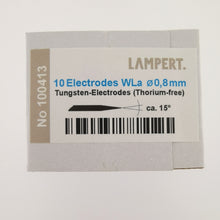 LAMPERT.
No 100413
10 Electrodes WLa ø0,8mm
Tungsten-Electrodes (Thorium-free)
ca. 15°